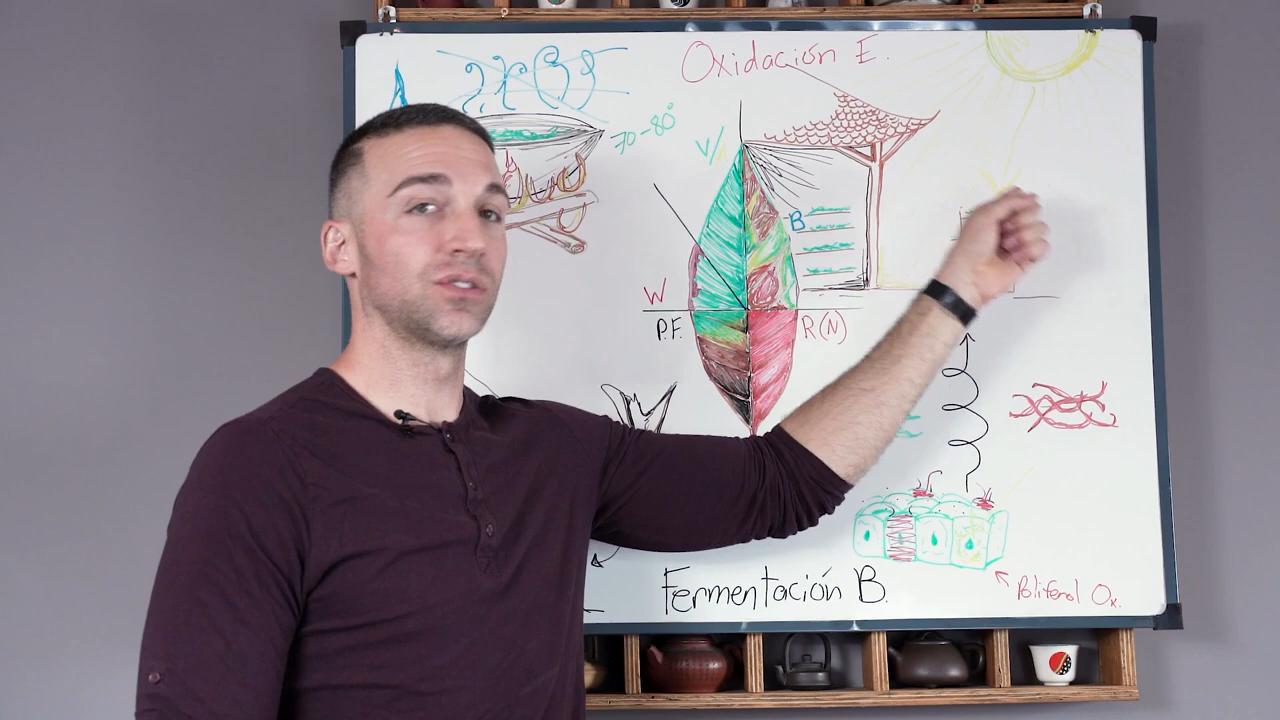 Oxidación E.
70-80°
V/
B
W
P.F.
R(N)
Fermentación B.
Polifenol Ox.